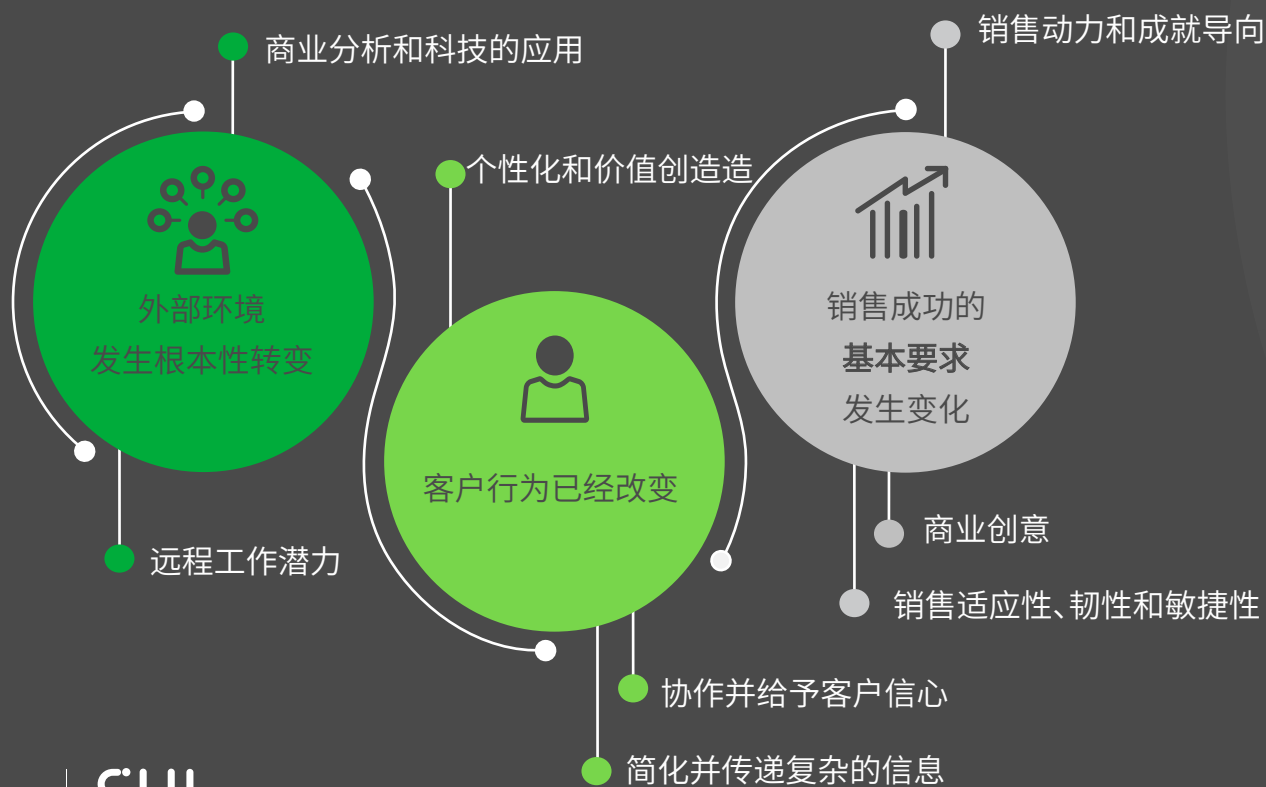 商业分析和科技的应用
外部环境
发生根本性转变
远程工作潜力
个性化和价值创造造
客户行为已经改变
协作并给予客户信心
简化并传递复杂的信息
销售动力和成就导向
销售成功的
基本要求
发生变化
商业创意
销售适应性、韧性和敏捷性